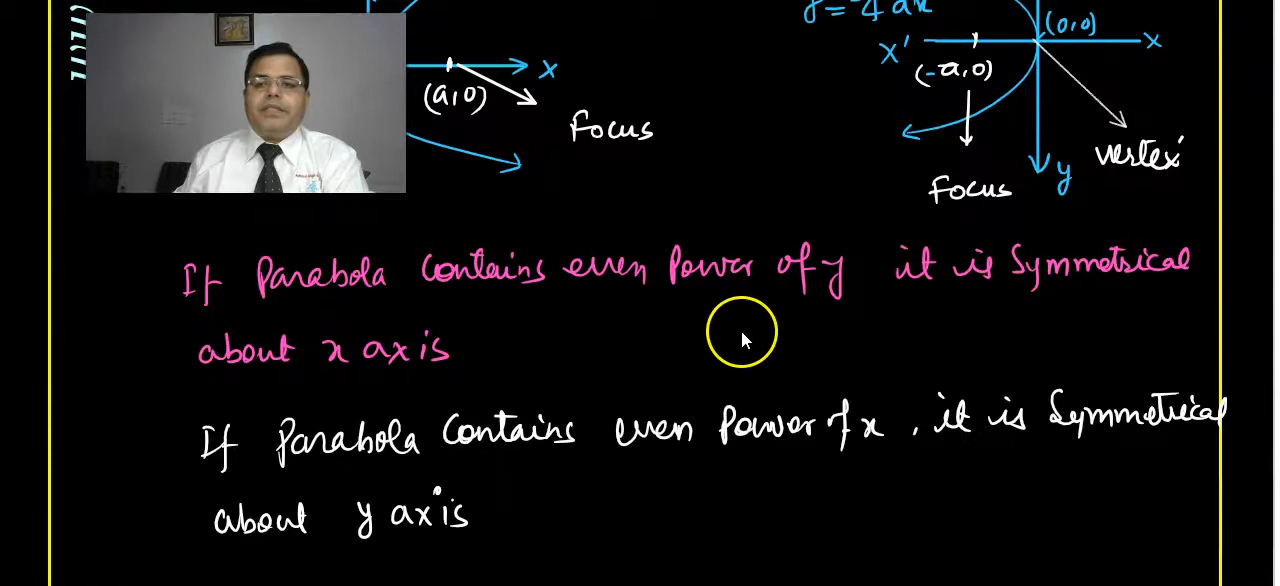 y² = -4ax
(0,0)
X' X
X
(a,0) (-a,0)
Focus
vertex
Focus y
If Parabola Contains even Power of y it is Symmetrical
about x axis
If Parabola Contains even Power of x , it is Symmetrical
about y axis